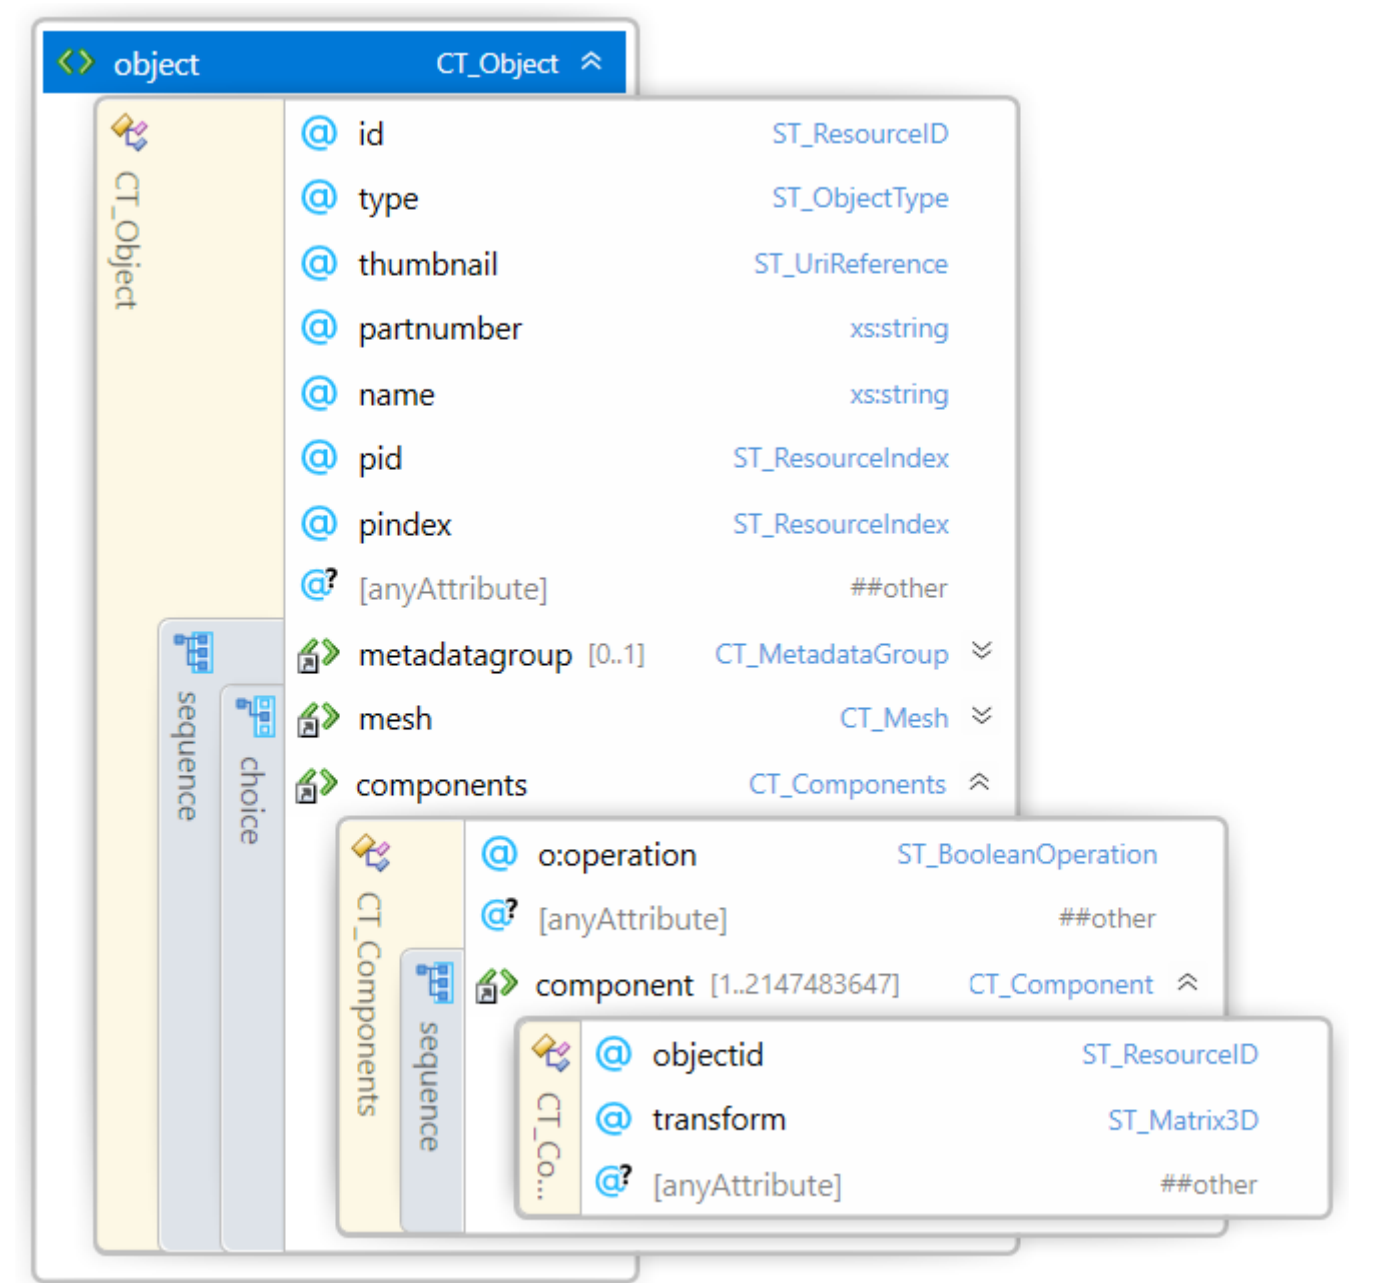 object CT_Object
CT_Object
@ id ST_ResourceID
@ type ST_ObjectType
@ thumbnail ST_UriReference
@ partnumber xs:string
@ name xs:string
@ pid ST_ResourceIndex
@ pindex ST_ResourceIndex
@? [anyAttribute] ##other
sequence
metadatagroup [0..1] CT_MetadataGroup
choice
mesh CT_Mesh
components CT_Components
CT_Components
@ o:operation ST_BooleanOperation
@? [anyAttribute] ##other
sequence
component [1..2147483647] CT_Component
CT_Co...
@ objectid ST_ResourceID
@ transform ST_Matrix3D
@? [anyAttribute] ##other